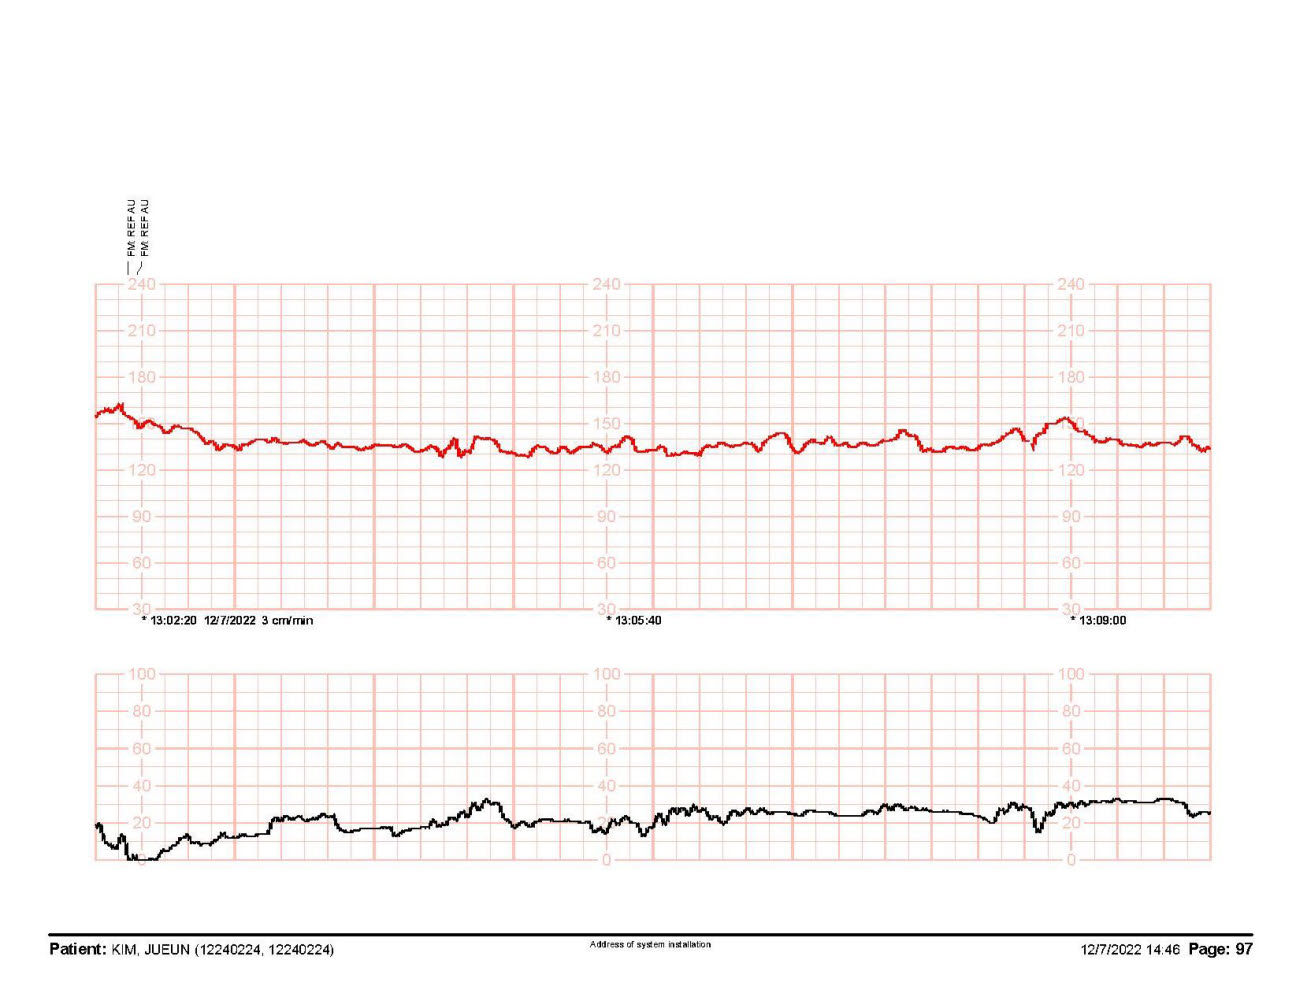 FM: REF AU
FM: REF AU
240 240 240
210 210 210
180 180 180
150 150
120 120 120
90 90 90
60 60 60
30 30 30
* 13:02:20 12/7/2022 3 cm/min * 13:05:40 * 13:09:00
100 100 100
80 80 80
60 60 60
40 40 40
20 20 20
0 0 0
Patient: KIM, JUEUN (12240224, 12240224) Address of system installation 12/7/2022 14:46 Page: 97